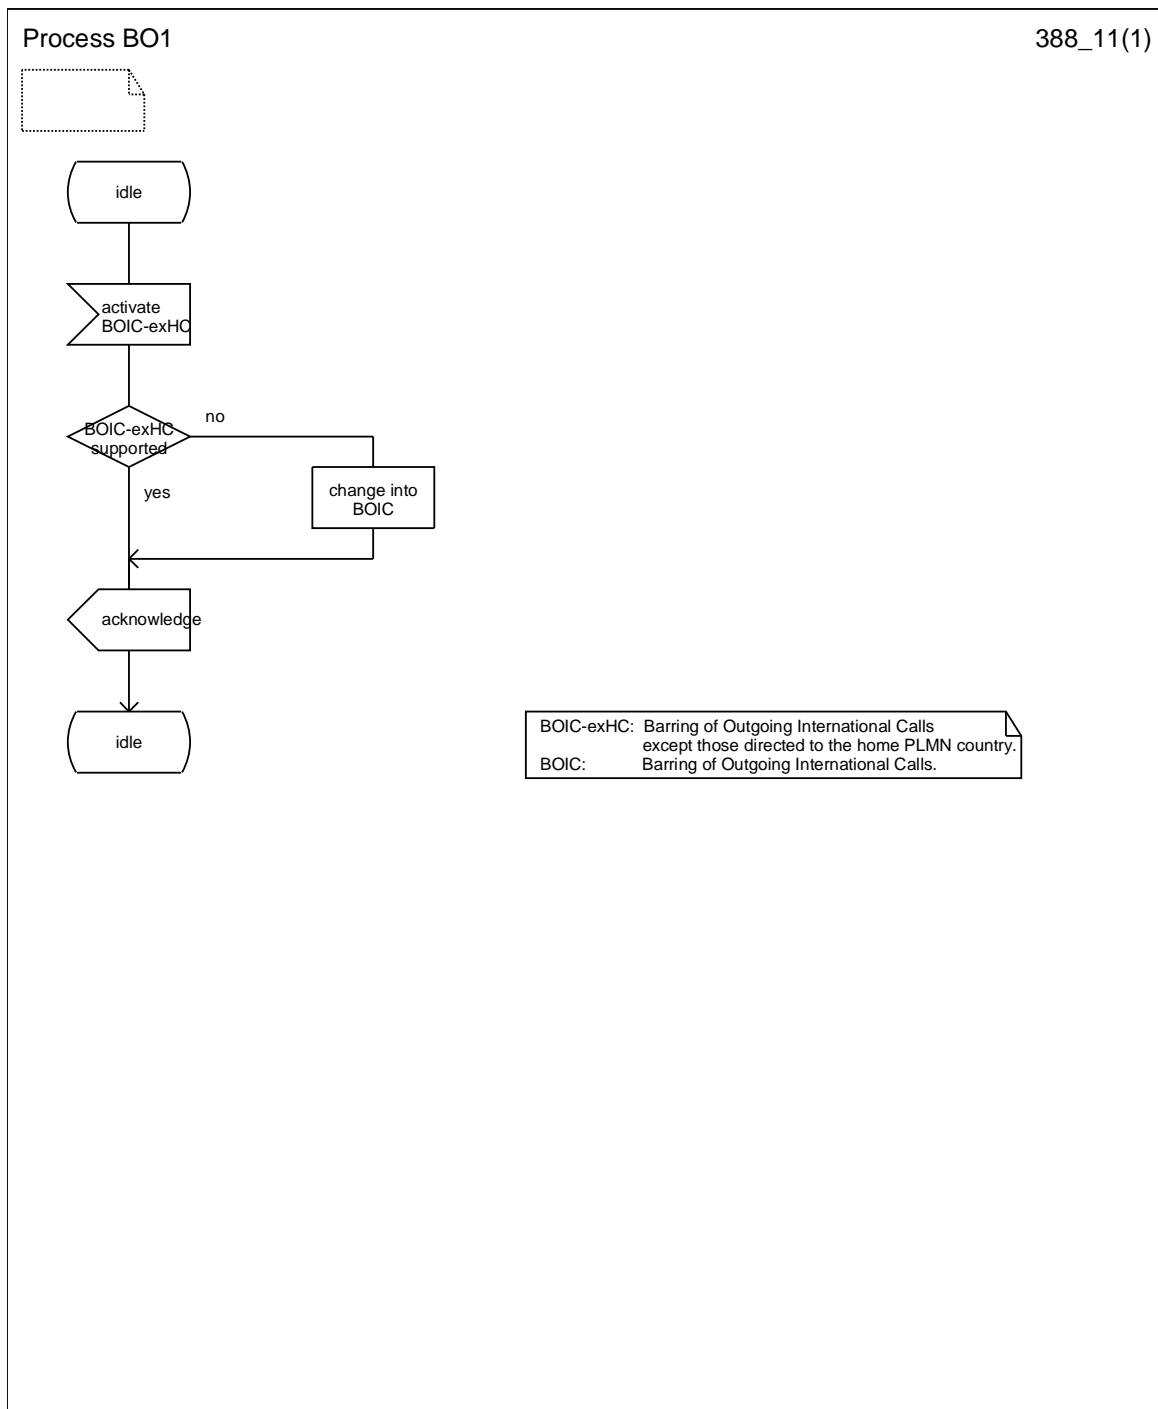 Process BO1
388_11(1)
idle
activate
BOIC-exHC
BOIC-exHC
supported
no
yes
change into
BOIC
acknowledge
idle
BOIC-exHC: Barring of Outgoing International Calls
except those directed to the home PLMN country.
BOIC: Barring of Outgoing International Calls.